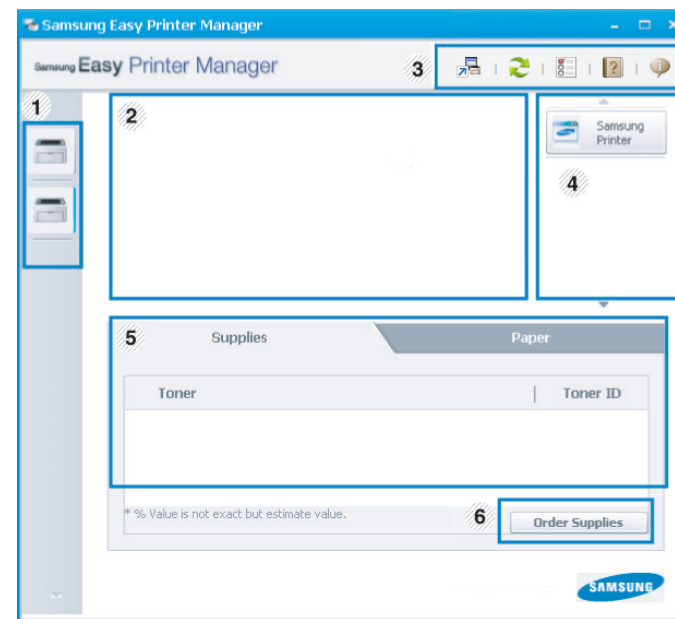 Samsung Easy Printer Manager
Samsung Easy Printer Manager
3
1
2
Samsung
Printer
4
5
Supplies
Paper
Toner
Toner ID
* % Value is not exact but estimate value.
6
Order Supplies
SAMSUNG